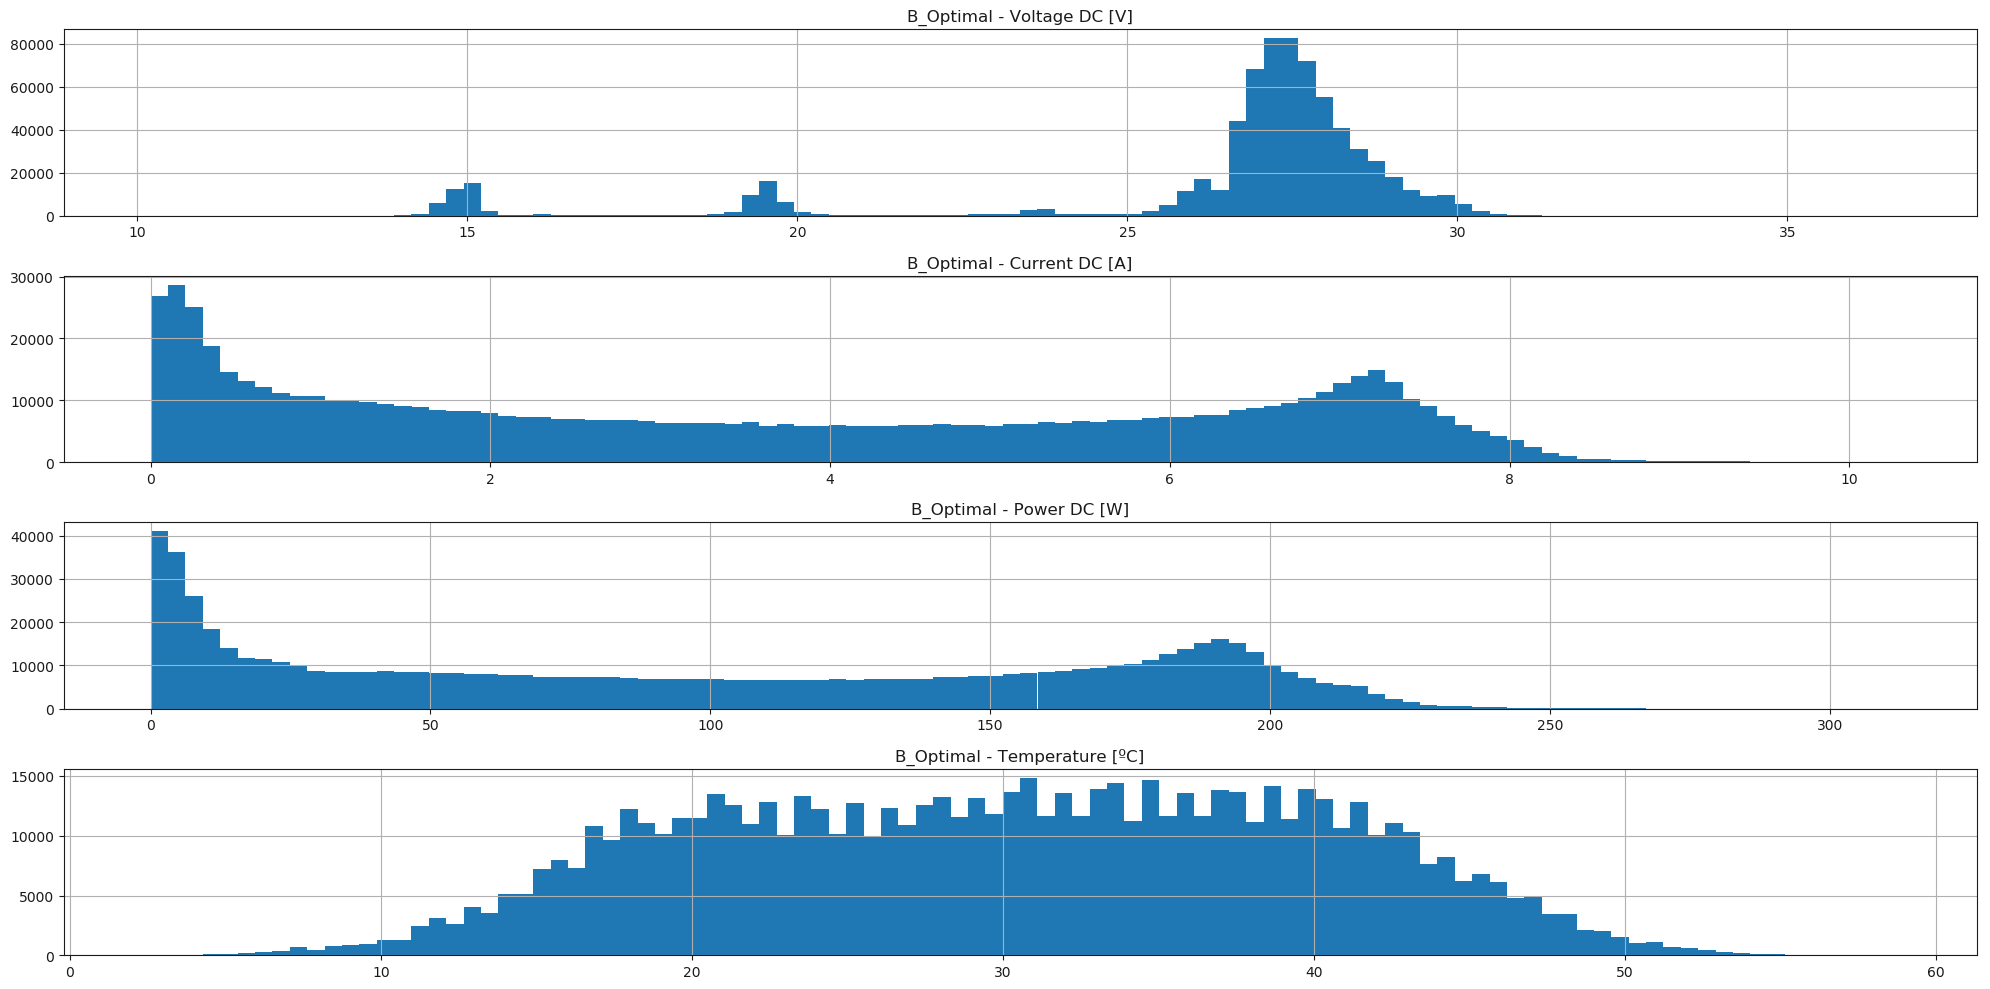 B_Optimal - Voltage DC [V]
80000
60000
40000
20000
0
10 15 20 25 30 35
B_Optimal - Current DC [A]
30000
20000
10000
0
0 2 4 6 8 10
B_Optimal - Power DC [W]
40000
30000
20000
10000
0
0 50 100 150 200 250 300
B_Optimal - Temperature [ºC]
15000
10000
5000
0
0 10 20 30 40 50 60